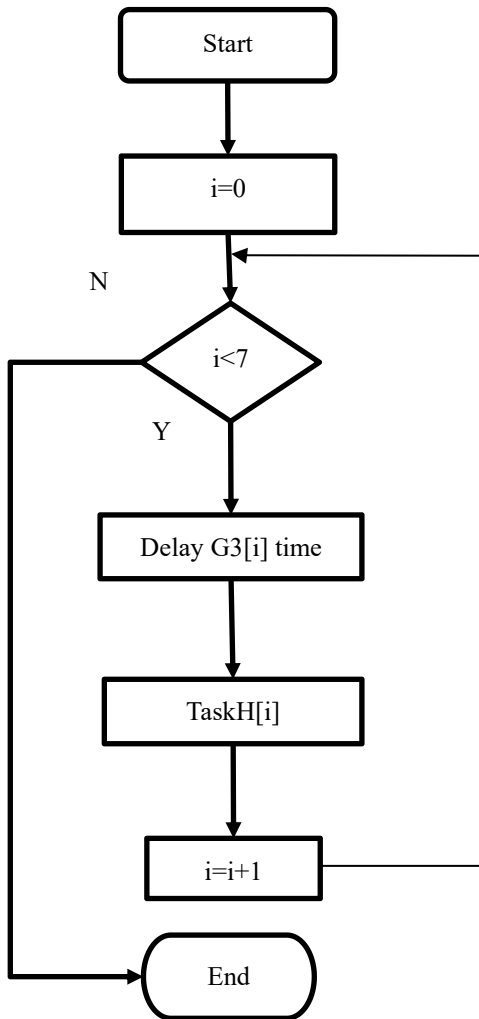 Start
i=0
N
i<7
Y
Delay G3[i] time
TaskH[i]
i=i+1
End